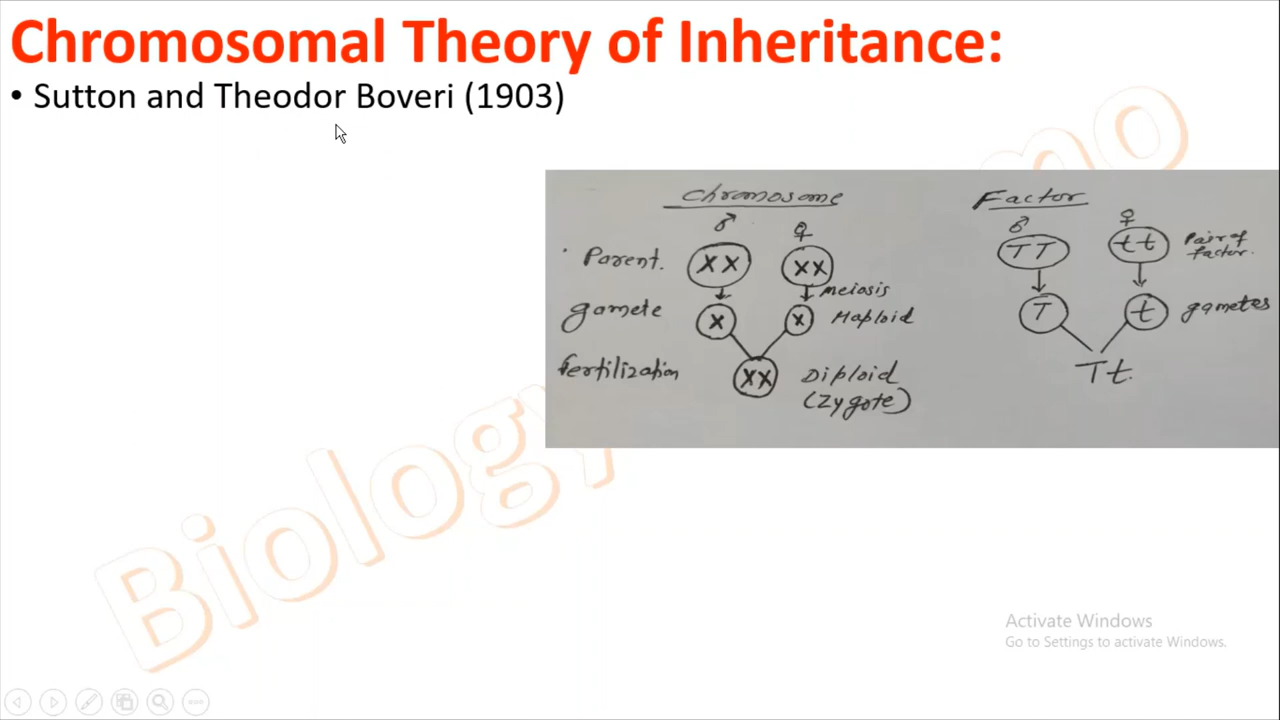 Chromosomal Theory of Inheritance:
• Sutton and Theodor Boveri (1903)
Chromosome
♂ ♀
Parent. XX XX
meiosis
gamete X X Haploid
fertilization XX Diploid
(Zygote)
Factor
♂ ♀
TT tt Pair of
factor.
T t gametes
Tt.
Biology
mo
Activate Windows
Go to Settings to activate Windows.